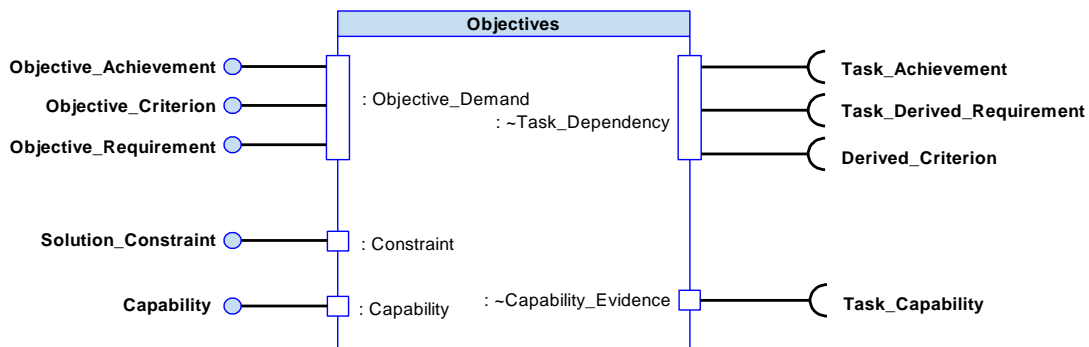 Objectives
Objective_Achievement
Objective_Criterion
Objective_Requirement
: Objective_Demand
: ~Task_Dependency
Task_Achievement
Task_Derived_Requirement
Derived_Criterion
Solution_Constraint
: Constraint
Capability
: Capability
: ~Capability_Evidence
Task_Capability